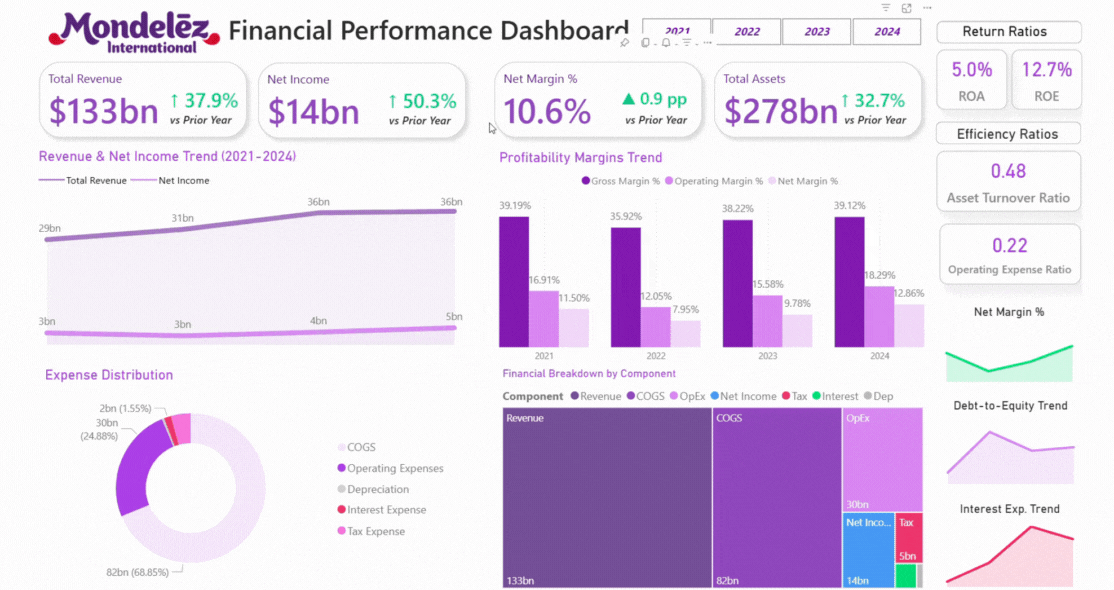 Mondelēz
International
Financial Performance Dashboard
2021
2022
2023
2024
Return Ratios
5.0%
ROA
12.7%
ROE
Total Revenue
$133bn
↑ 37.9%
vs Prior Year
Net Income
$14bn
↑ 50.3%
vs Prior Year
Net Margin %
10.6%
▲ 0.9 pp
vs Prior Year
Total Assets
$278bn
↑ 32.7%
vs Prior Year
Efficiency Ratios
0.48
Asset Turnover Ratio
0.22
Operating Expense Ratio
Revenue & Net Income Trend (2021-2024)
Total Revenue
Net Income
29bn
31bn
36bn
36bn
3bn
3bn
4bn
5bn
Profitability Margins Trend
Gross Margin %
Operating Margin %
Net Margin %
39.19%
16.91%
11.50%
35.92%
12.05%
7.95%
38.22%
15.58%
9.78%
39.12%
18.29%
12.86%
2021
2022
2023
2024
Net Margin %
Debt-to-Equity Trend
Interest Exp. Trend
Expense Distribution
2bn (1.55%)
30bn
(24.88%)
82bn (68.85%)
COGS
Operating Expenses
Depreciation
Interest Expense
Tax Expense
Financial Breakdown by Component
Component
Revenue
COGS
OpEx
Net Income
Tax
Interest
Dep
Revenue
133bn
COGS
82bn
OpEx
30bn
Net Inco...
14bn
Tax
5bn